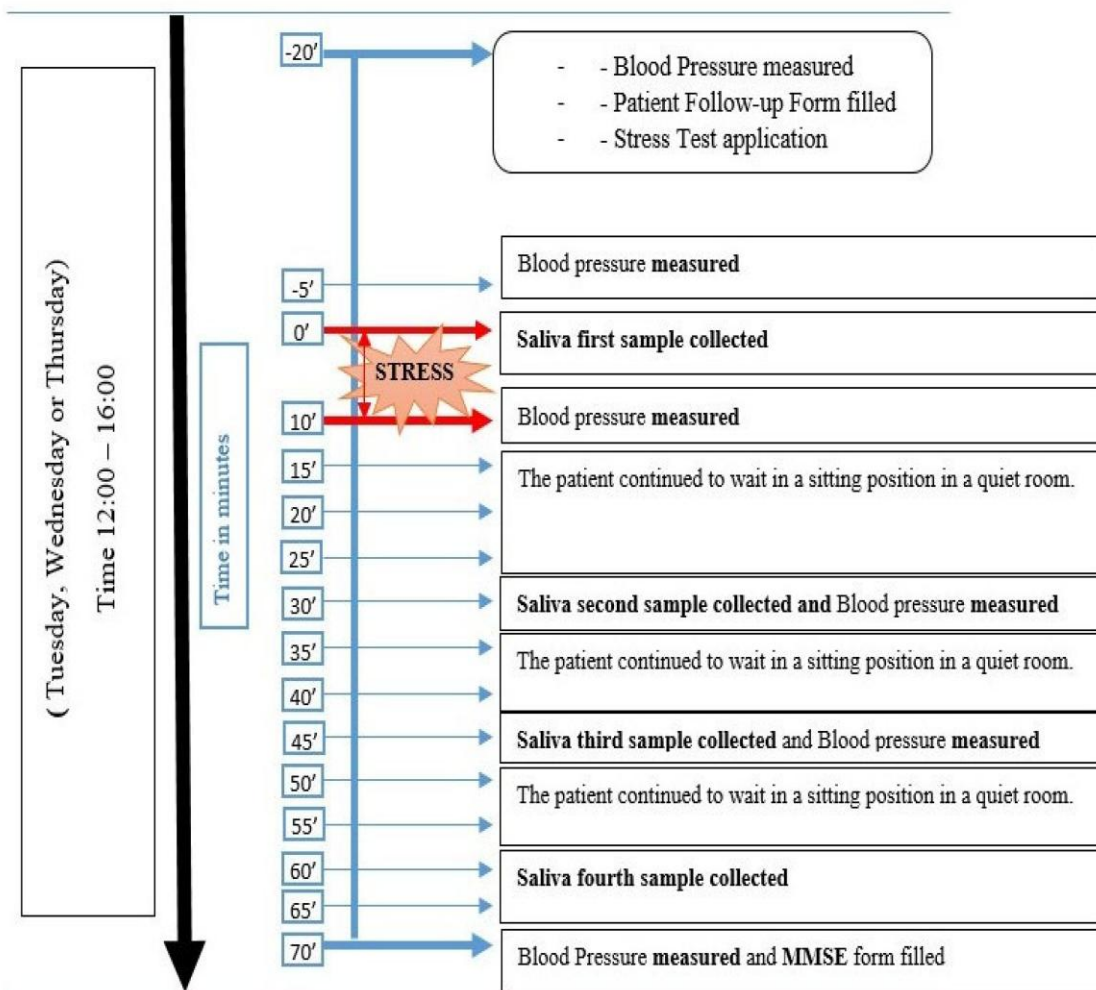 ( Tuesday, Wednesday or Thursday)
Time 12:00 – 16:00
Time in minutes
-20’
- - Blood Pressure measured
- - Patient Follow-up Form filled
- - Stress Test application
-5’
Blood pressure measured
0’
Saliva first sample collected
STRESS
10’
Blood pressure measured
15’
The patient continued to wait in a sitting position in a quiet room.
20’
25’
30’
Saliva second sample collected and Blood pressure measured
35’
The patient continued to wait in a sitting position in a quiet room.
40’
45’
Saliva third sample collected and Blood pressure measured
50’
The patient continued to wait in a sitting position in a quiet room.
55’
60’
Saliva fourth sample collected
65’
70’
Blood Pressure measured and MMSE form filled